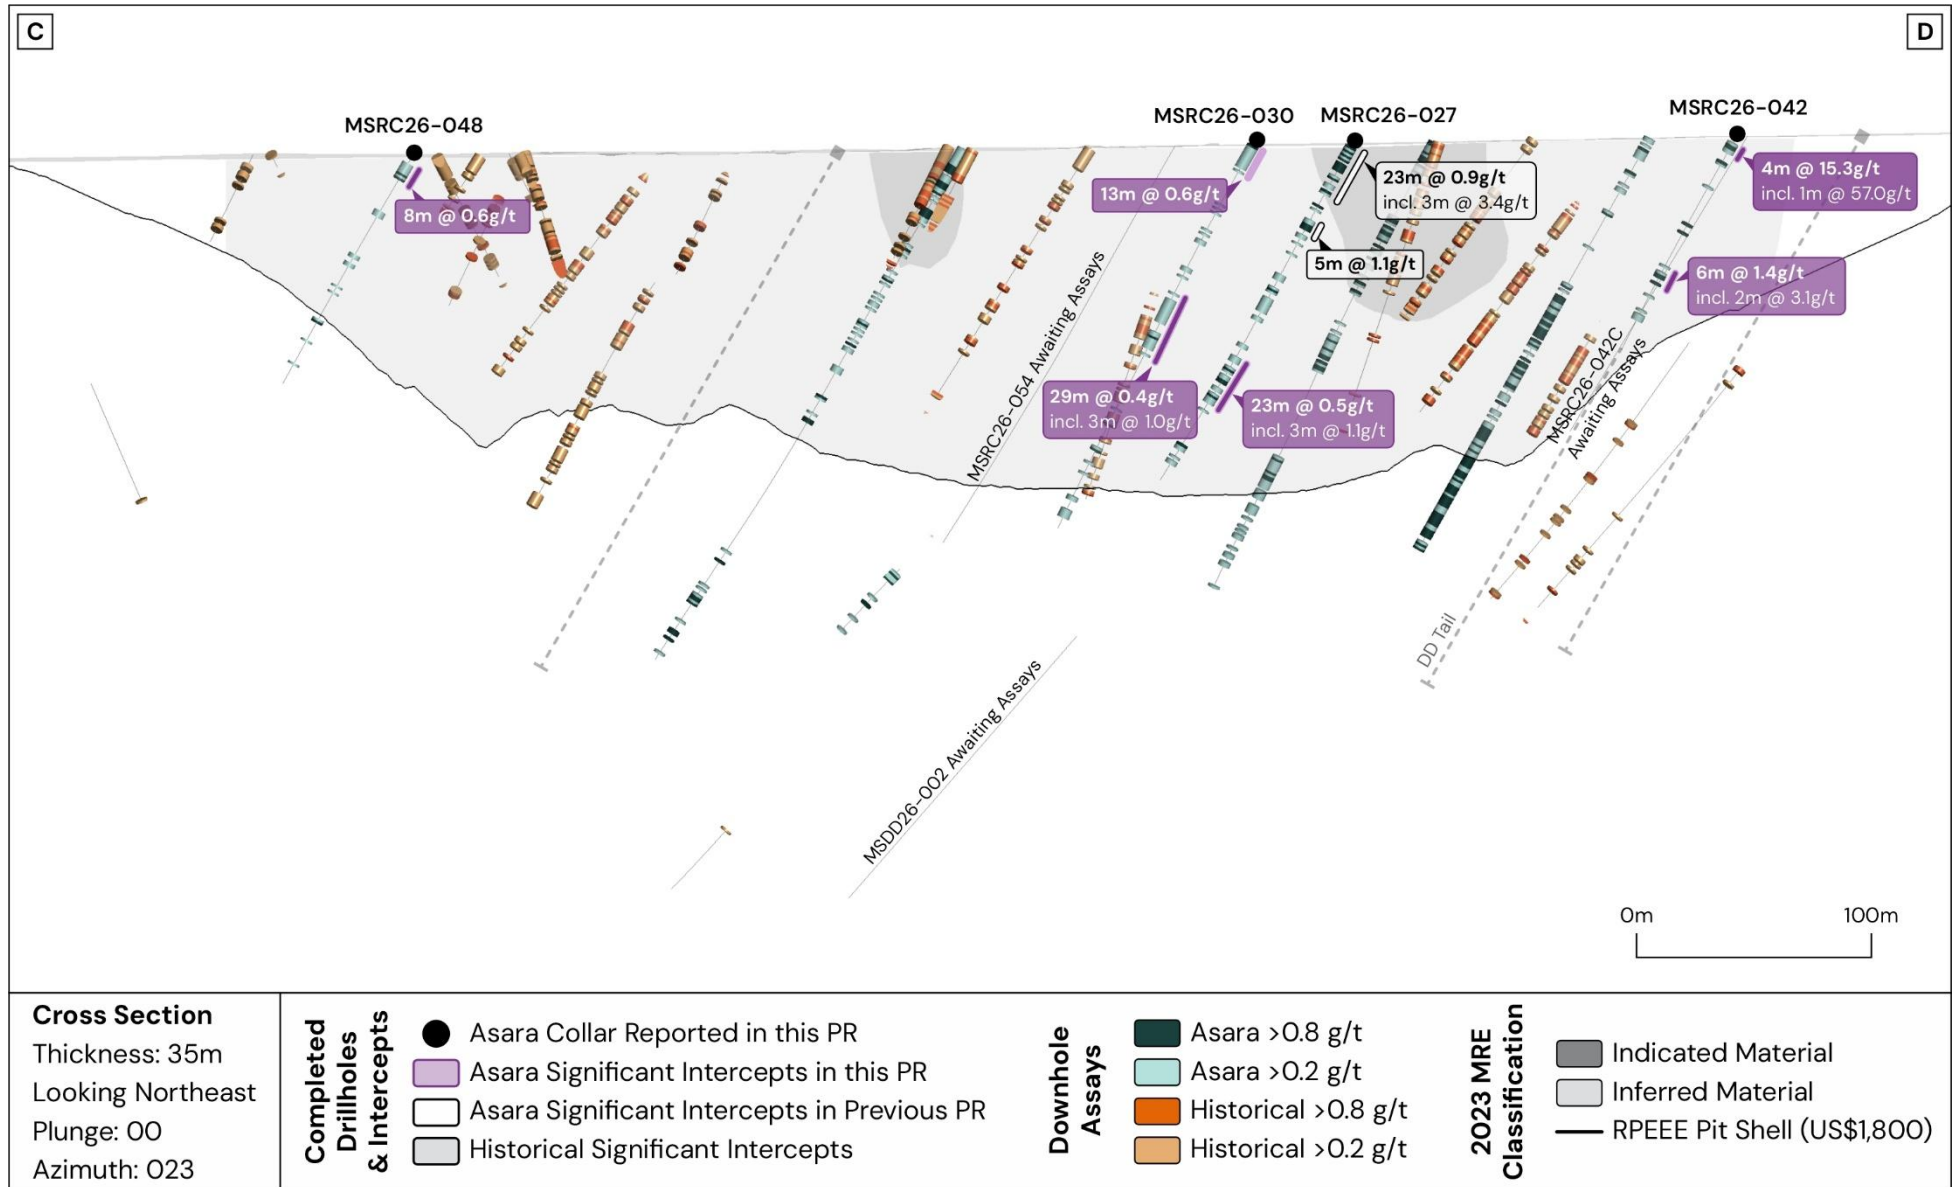 C
D
MSRC26-048
MSRC26-030
MSRC26-027
MSRC26-042
8m @ 0.6g/t
13m @ 0.6g/t
23m @ 0.9g/t
incl. 3m @ 3.4g/t
5m @ 1.1g/t
4m @ 15.3g/t
incl. 1m @ 57.0g/t
6m @ 1.4g/t
incl. 2m @ 3.1g/t
29m @ 0.4g/t
incl. 3m @ 1.0g/t
23m @ 0.5g/t
incl. 3m @ 1.1g/t
MSRC26-054 Awaiting Assays
MSRC26-042C
Awaiting Assays
DD Tail
MSDD26-002 Awaiting Assays
0m
100m
Cross Section
Thickness: 35m
Looking Northeast
Plunge: 00
Azimuth: 023
Completed
Drillholes
& Intercepts
Asara Collar Reported in this PR
Asara Significant Intercepts in this PR
Asara Significant Intercepts in Previous PR
Historical Significant Intercepts
Downhole
Assays
Asara >0.8 g/t
Asara >0.2 g/t
Historical >0.8 g/t
Historical >0.2 g/t
2023 MRE
Classification
Indicated Material
Inferred Material
RPEEE Pit Shell (US$1,800)